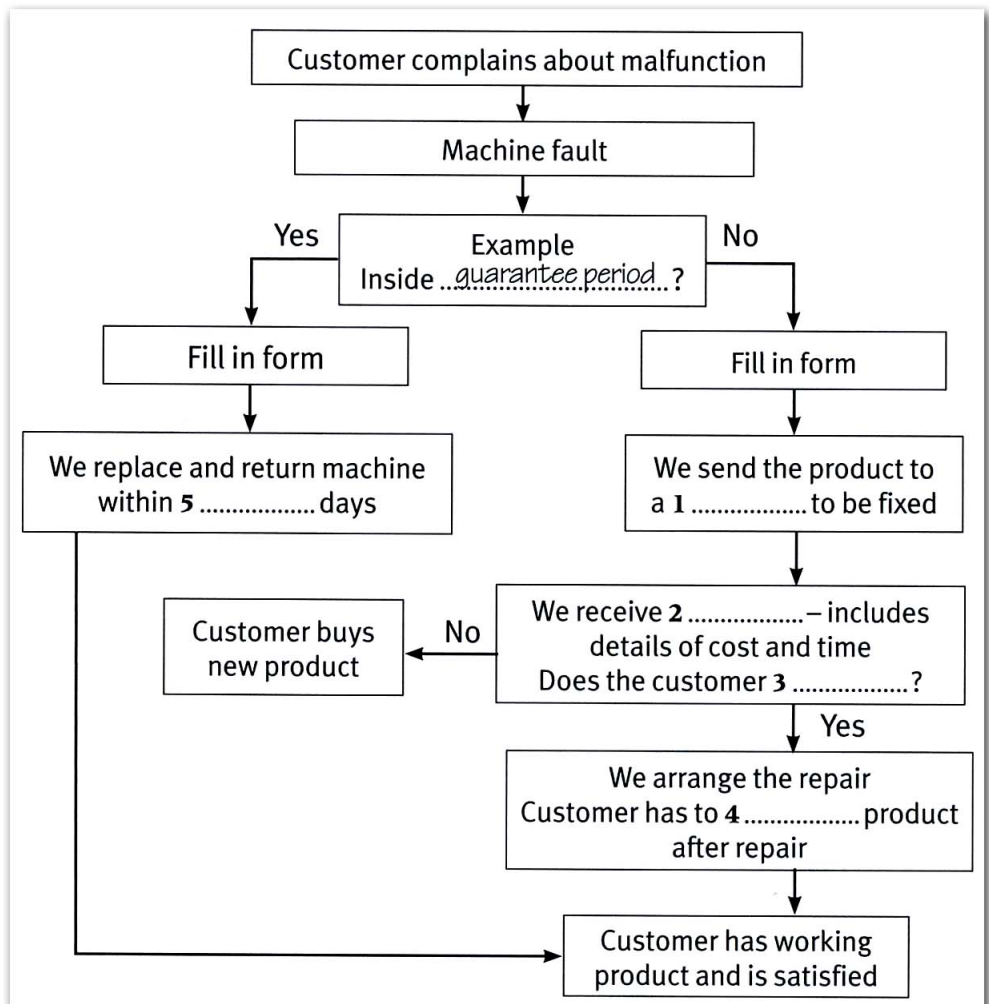 Customer complains about malfunction
Machine fault
Yes
Example
Inside ...guarantee period...?
No
Fill in form
Fill in form
We replace and return machine
within 5 .................. days
We send the product to
a 1 .................. to be fixed
We receive 2 .................. – includes
details of cost and time
Does the customer 3 ..................?
No
Customer buys
new product
Yes
We arrange the repair
Customer has to 4 .................. product
after repair
Customer has working
product and is satisfied